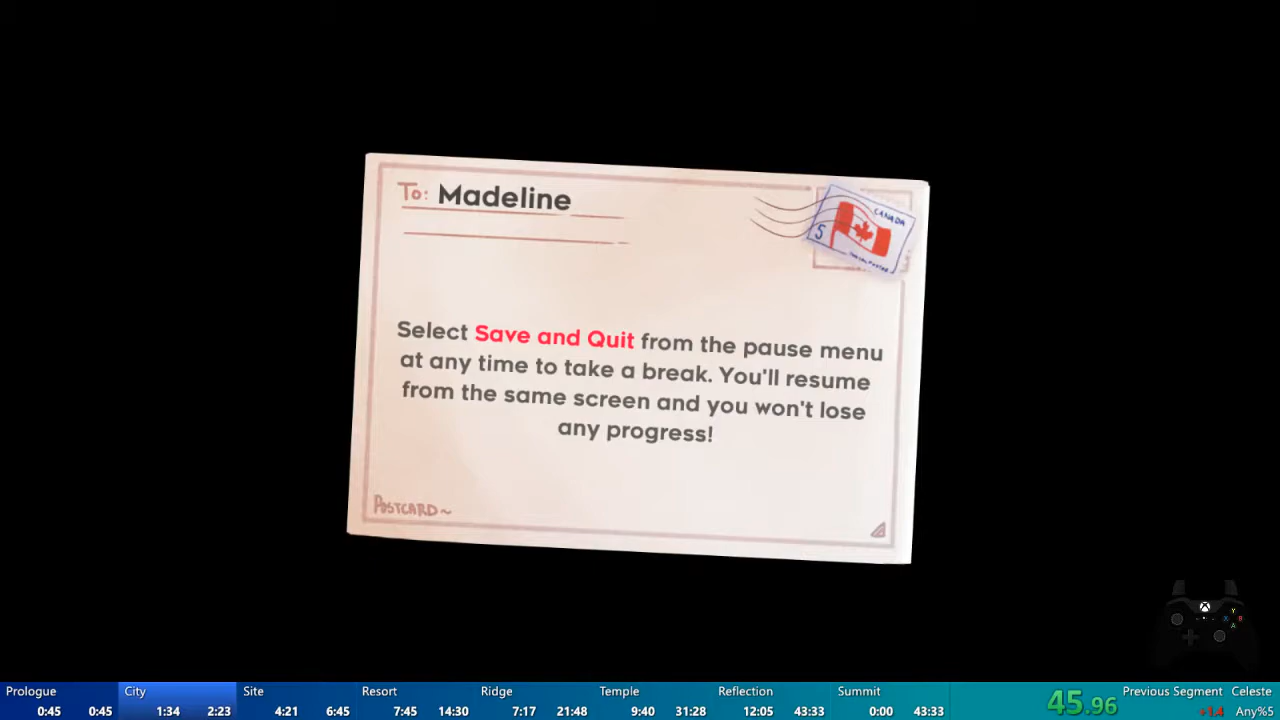 To: Madeline
CANADA
5
Select Save and Quit from the pause menu
at any time to take a break. You'll resume
from the same screen and you won't lose
any progress!
POSTCARD~
Prologue City Site Resort Ridge Temple Reflection Summit 45.96 Previous Segment Celeste
0:45 0:45 1:34 2:23 4:21 6:45 7:45 14:30 7:17 21:48 9:40 31:28 12:05 43:33 0:00 43:33 +1.4 Any%5